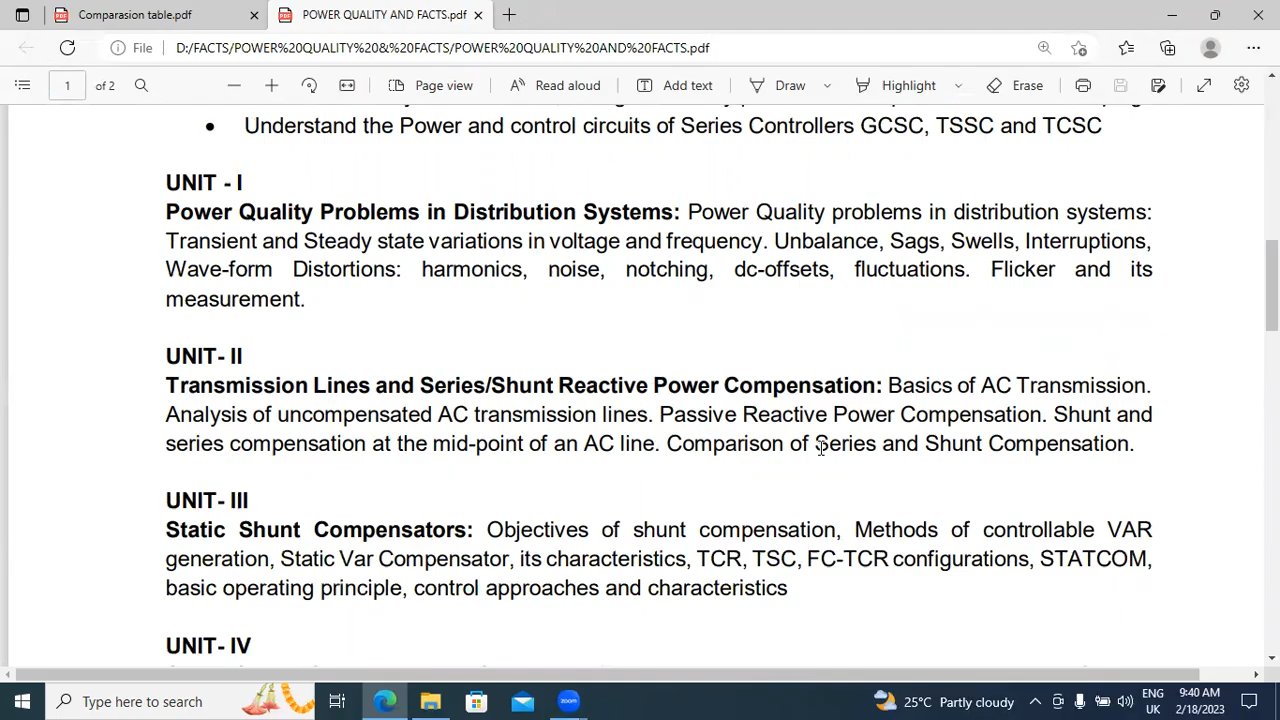 Comparasion table.pdf
POWER QUALITY AND FACTS.pdf
File
D:/FACTS/POWER%20QUALITY%20&%20FACTS/POWER%20QUALITY%20AND%20FACTS.pdf
1 of 2
Page view
Read aloud
Add text
Draw
Highlight
Erase
• Understand the Power and control circuits of Series Controllers GCSC, TSSC and TCSC
UNIT - I
Power Quality Problems in Distribution Systems: Power Quality problems in distribution systems:
Transient and Steady state variations in voltage and frequency. Unbalance, Sags, Swells, Interruptions,
Wave-form Distortions: harmonics, noise, notching, dc-offsets, fluctuations. Flicker and its
measurement.
UNIT- II
Transmission Lines and Series/Shunt Reactive Power Compensation: Basics of AC Transmission.
Analysis of uncompensated AC transmission lines. Passive Reactive Power Compensation. Shunt and
series compensation at the mid-point of an AC line. Comparison of Series and Shunt Compensation.
UNIT- III
Static Shunt Compensators: Objectives of shunt compensation, Methods of controllable VAR
generation, Static Var Compensator, its characteristics, TCR, TSC, FC-TCR configurations, STATCOM,
basic operating principle, control approaches and characteristics
UNIT- IV
Type here to search
zoom
25°C Partly cloudy
ENG
UK
9:40 AM
2/18/2023